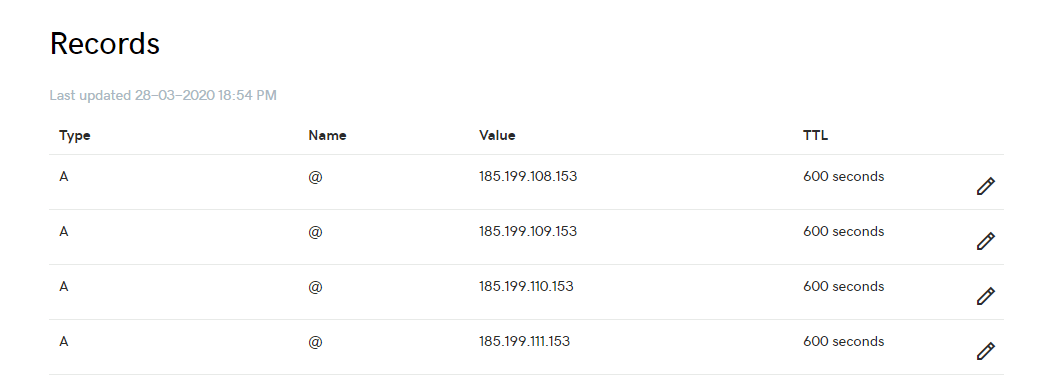 Records
Last updated 28-03-2020 18:54 PM
Type Name Value TTL
A @ 185.199.108.153 600 seconds
A @ 185.199.109.153 600 seconds
A @ 185.199.110.153 600 seconds
A @ 185.199.111.153 600 seconds